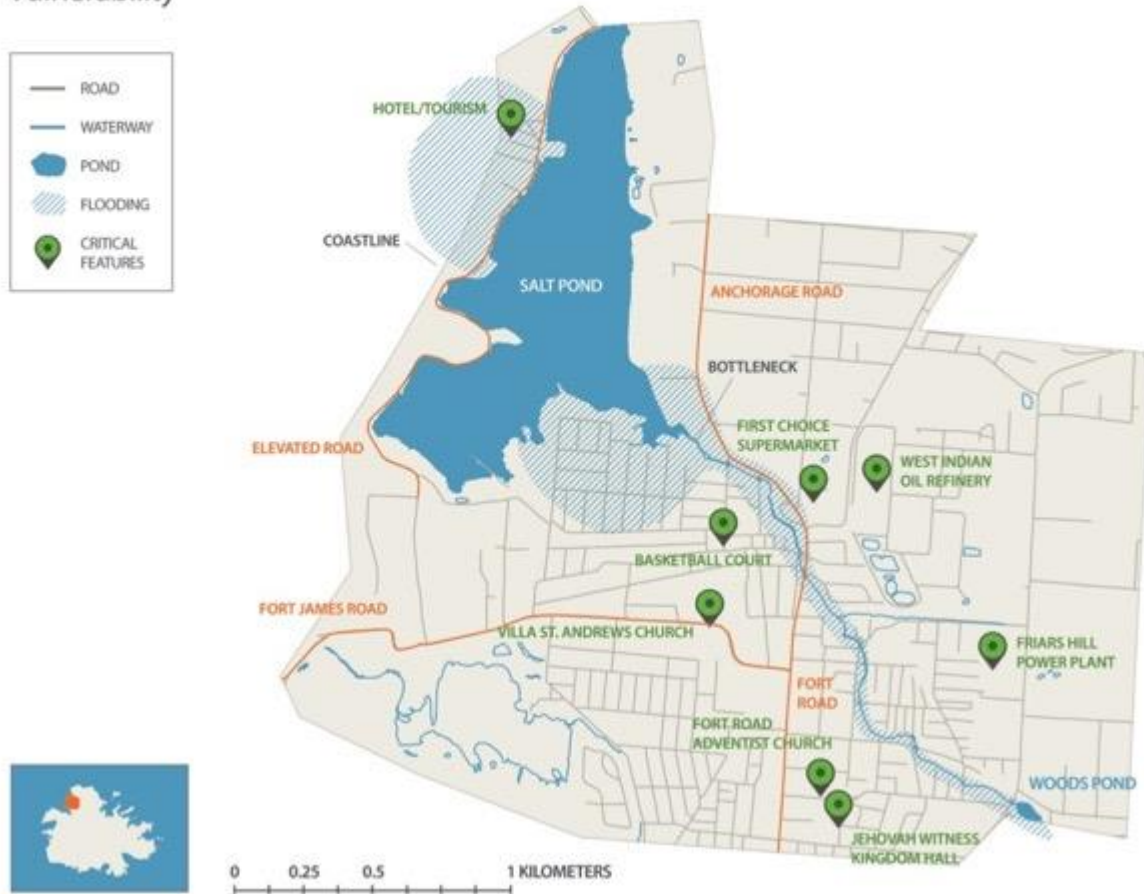 ROAD
WATERWAY
POND
FLOODING
CRITICAL
FEATURES
HOTEL/TOURISM
COASTLINE
SALT POND
ANCHORAGE ROAD
BOTTLENECK
FIRST CHOICE
SUPERMARKET
WEST INDIAN
OIL REFINERY
ELEVATED ROAD
BASKETBALL COURT
FORT JAMES ROAD
VILLA ST. ANDREWS CHURCH
FRIARS HILL
POWER PLANT
FORT
ROAD
FORT ROAD
ADVENTIST CHURCH
WOODS POND
JEHOVAH WITNESS
KINGDOM HALL
0 0.25 0.5 1 KILOMETERS